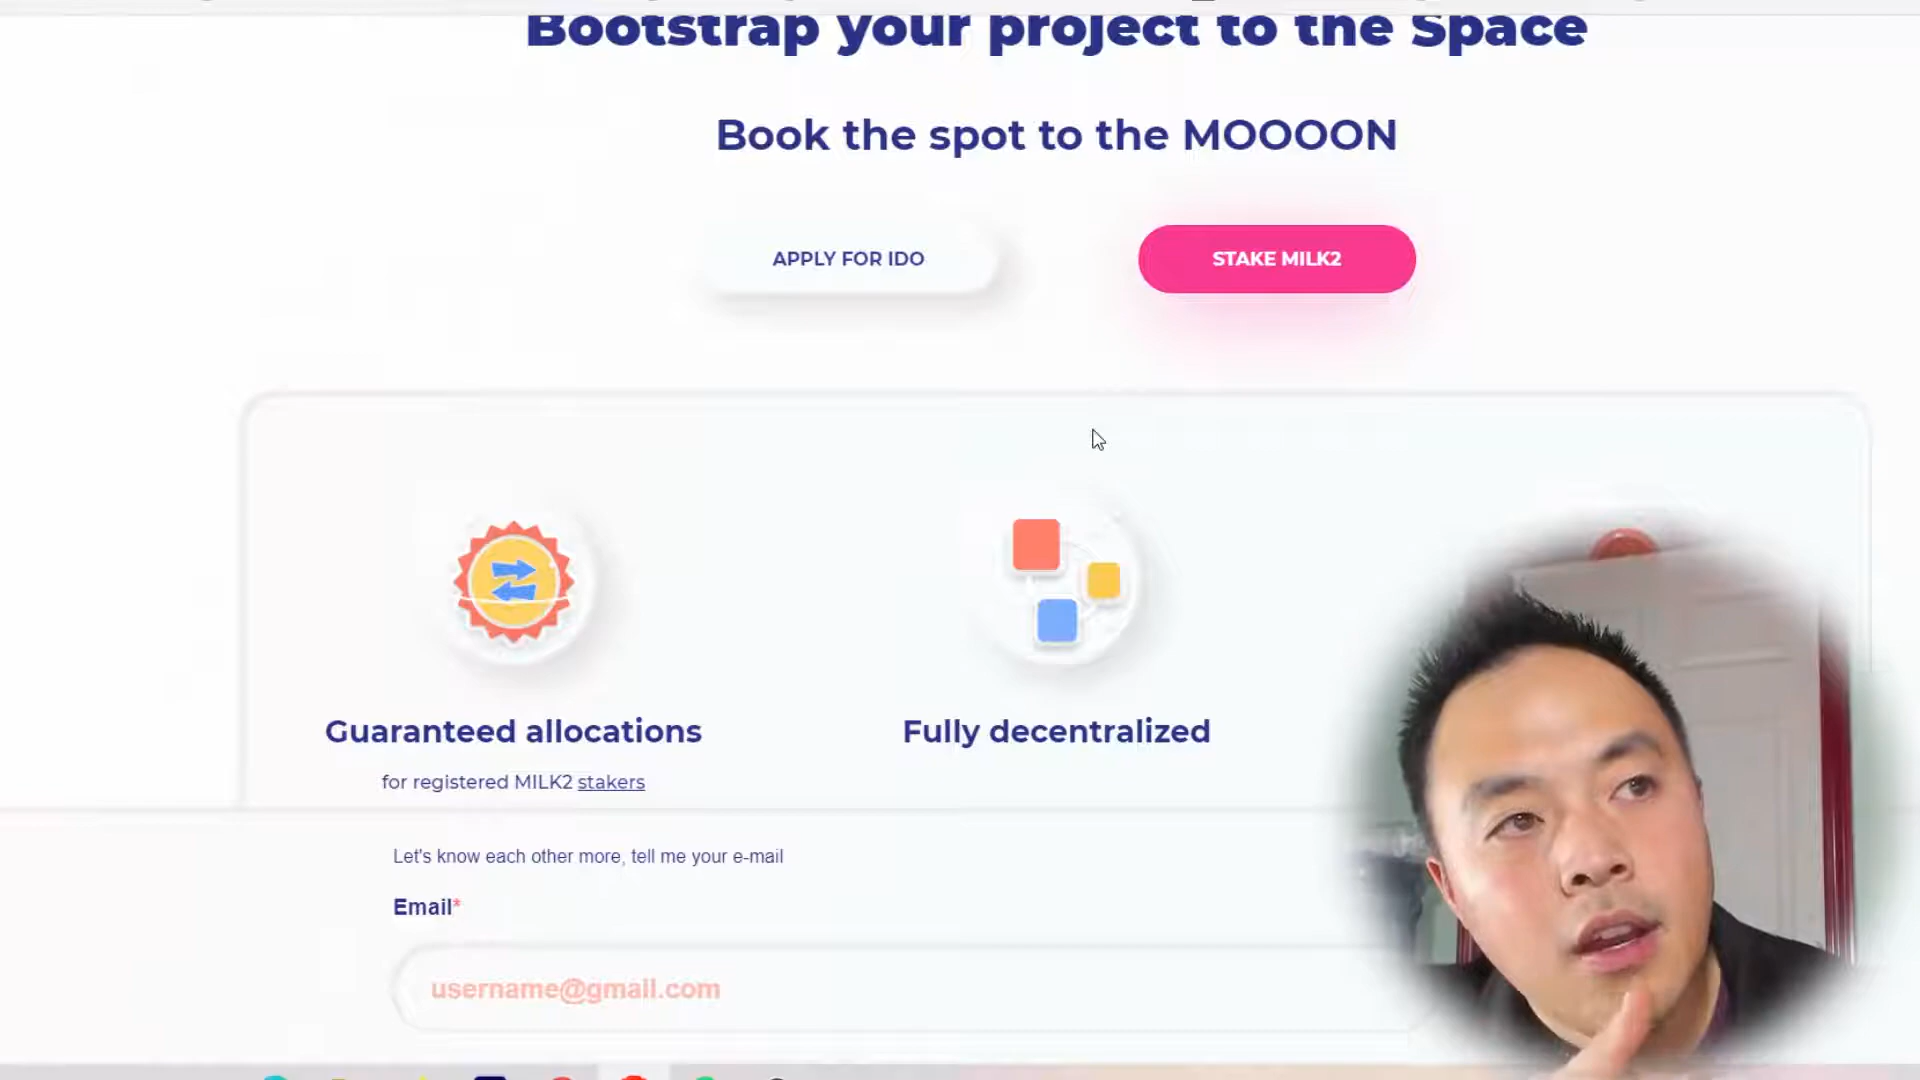 Bootstrap your project to the Space
Book the spot to the MOOOON
APPLY FOR IDO
STAKE MILK2
Guaranteed allocations
Fully decentralized
for registered MILK2 stakers
Let's know each other more, tell me your e-mail
Email*
username@gmail.com